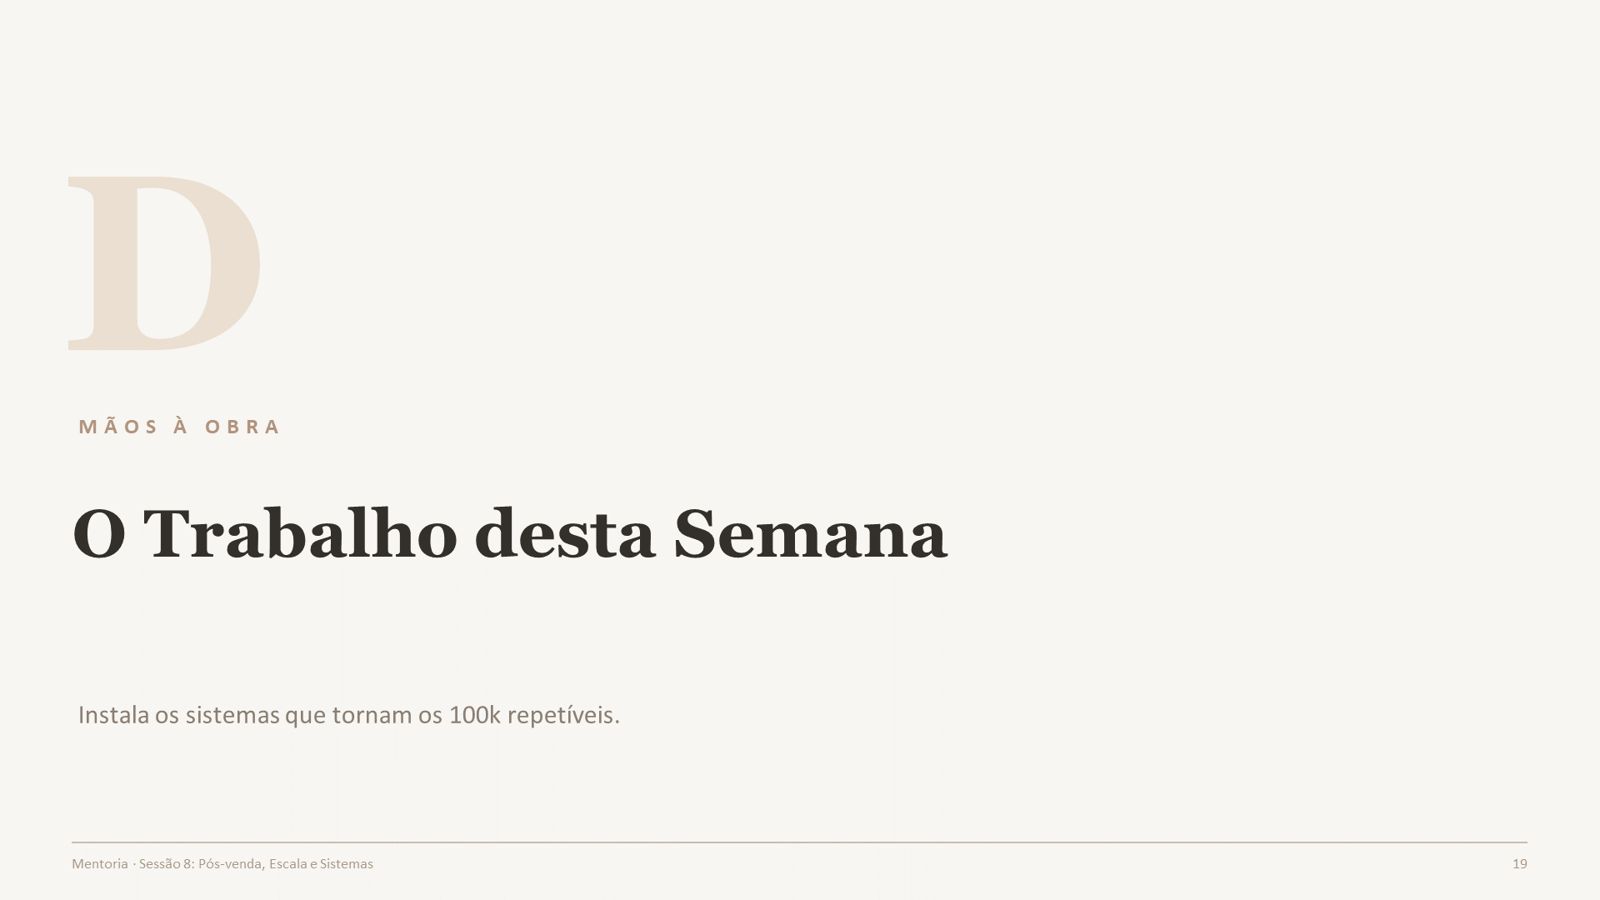 D
MÃOS À OBRA
O Trabalho desta Semana
Instala os sistemas que tornam os 100k repetíveis.
Mentoria · Sessão 8: Pós-venda, Escala e Sistemas
19